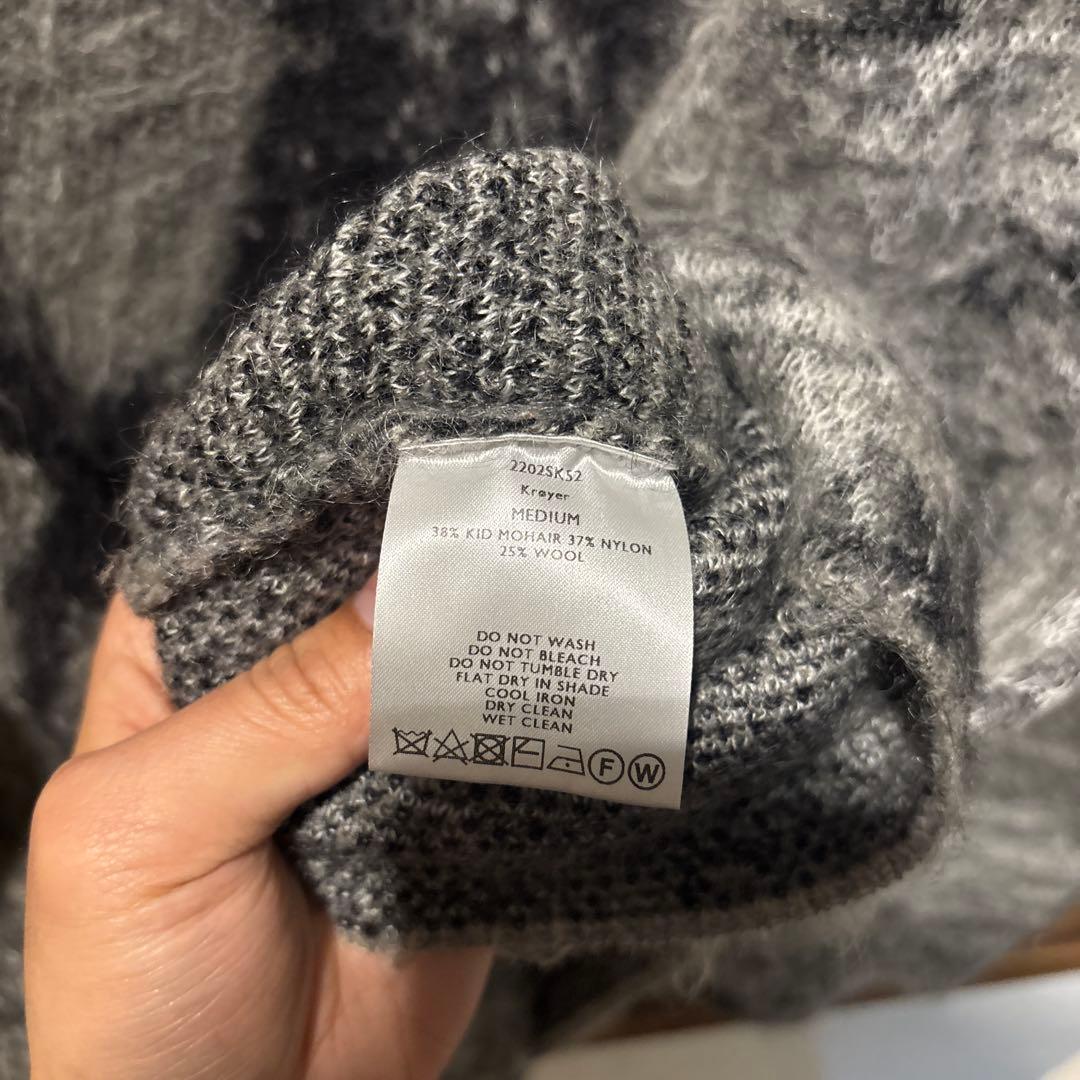 2202SK52
Krøyer
MEDIUM
38% KID MOHAIR 37% NYLON
25% WOOL
DO NOT WASH
DO NOT BLEACH
DO NOT TUMBLE DRY
FLAT DRY IN SHADE
COOL IRON
DRY CLEAN
WET CLEAN
F W